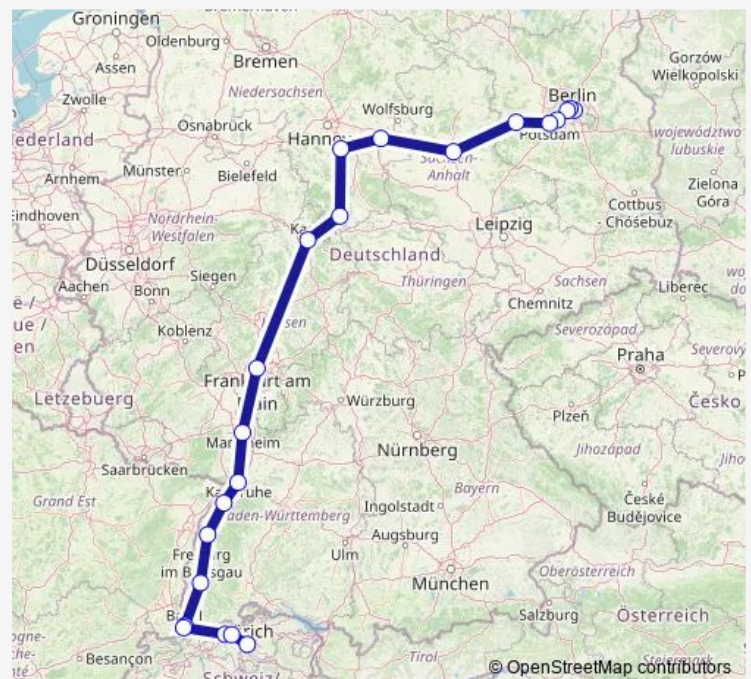 Groningen
Oldenburg
Bremen
Assen
Gorzów
Wielkopolski
Zwolle
Niedersachsen
Wolfsburg
Berlin
Osnabrück
Potsdam
województwo
lubuskie
Münster
Bielefeld
Sachsen-
Anhalt
Arnhem
Zielona
Góra
Eindhoven
Nordrhein-
Westfalen
Leipzig
Cottbus
- Chóśebuz
Düsseldorf
Deutschland
Aachen
Bonn
Siegen
Thüringen
Sachsen
Liberec
Chemnitz
Koblenz
Severozápad
Praha
Frankfurt am
Main
Lëtzebuerg
Würzburg
Plzeň
Česko
Mannheim
Nürnberg
Jihozápad
Saarbrücken
Grand Est
Karlsruhe
Bayern
České
Budějovice
Baden-Württemberg
Ingolstadt
Augsburg
Freiburg
im Breisgau
Ulm
München
Oberösterreich
Salzburg
Österreich
Basel
Zürich
Besançon
Tirol
Steiermark
Schweiz/
© OpenStreetMap contributors